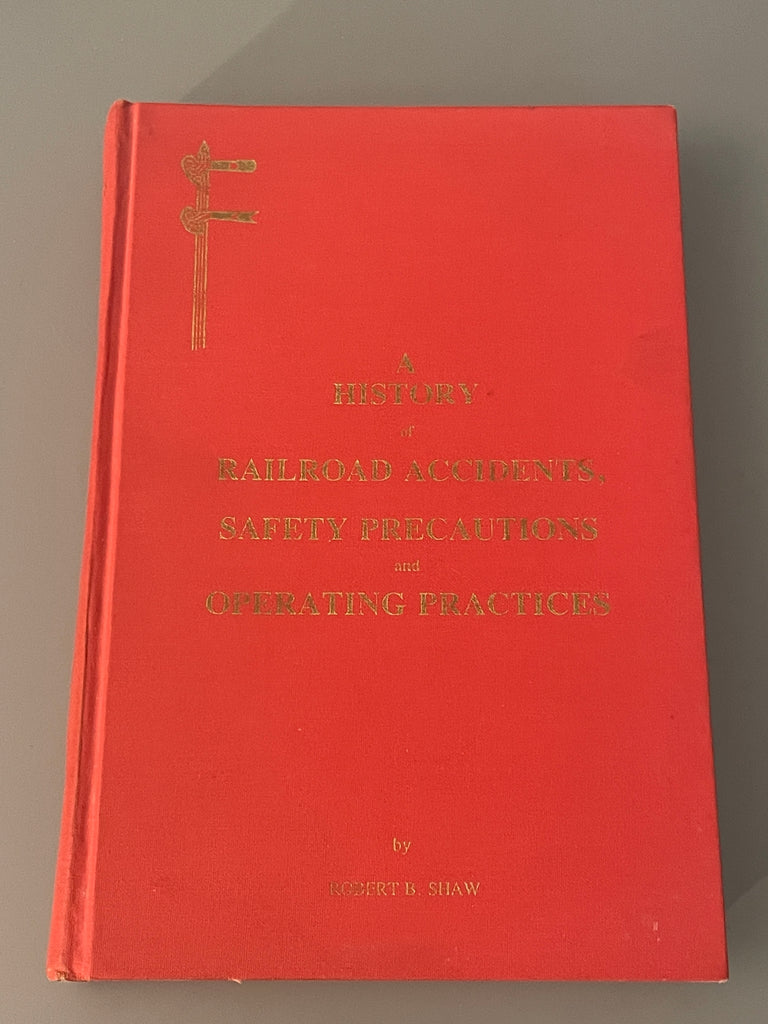 A
HISTORY
of
RAILROAD ACCIDENTS,
SAFETY PRECAUTIONS
and
OPERATING PRACTICES
by
ROBERT B. SHAW